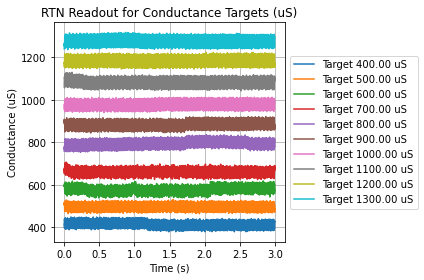 RTN Readout for Conductance Targets (uS)
Conductance (uS)
1200
1000
800
600
400
0.0 0.5 1.0 1.5 2.0 2.5 3.0
Time (s)
Target 400.00 uS
Target 500.00 uS
Target 600.00 uS
Target 700.00 uS
Target 800.00 uS
Target 900.00 uS
Target 1000.00 uS
Target 1100.00 uS
Target 1200.00 uS
Target 1300.00 uS